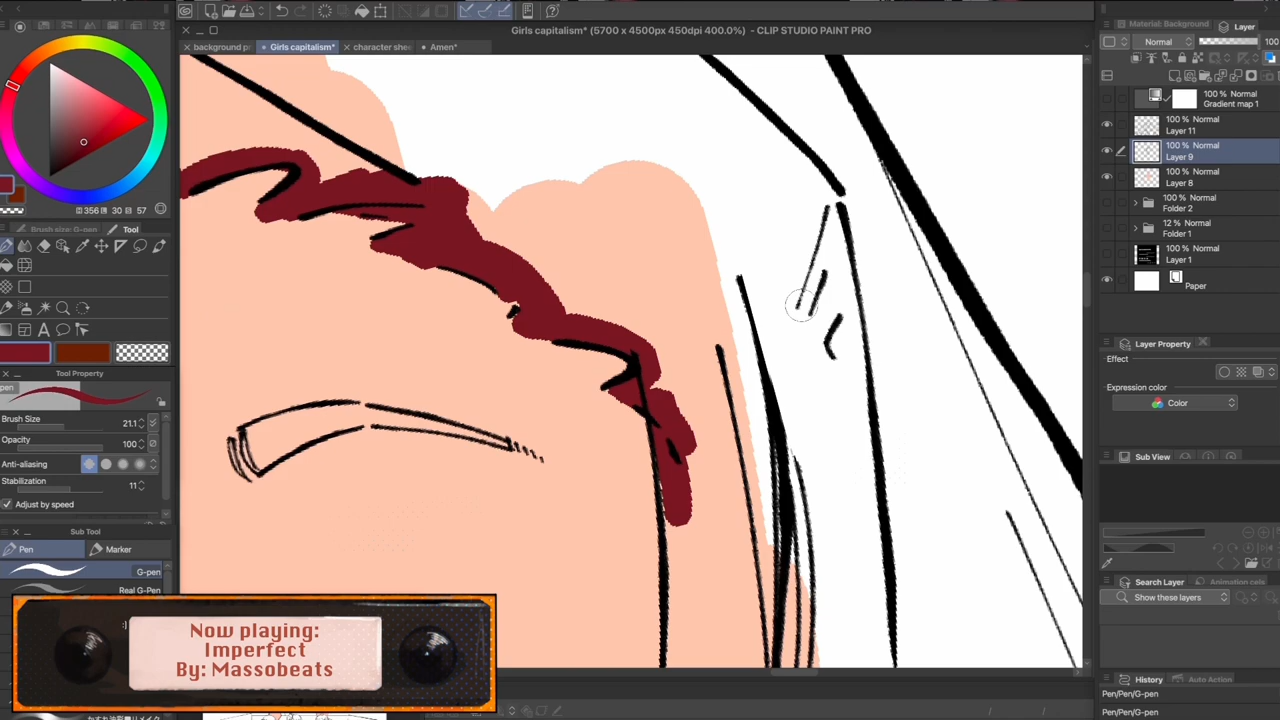 Girls capitalism* (5700 x 4500px 450dpi 400.0%) - CLIP STUDIO PAINT PRO
background p
Girls capitalism*
character she
Amen*
356 30 57
Brush size: G-pen
Tool
pen
Tool Property
Brush Size 21.1
Opacity 100
Anti-aliasing
Stabilization 11
Adjust by speed
Sub Tool
Pen
Marker
G-pen
Real G-Pen
Now playing:
Imperfect
By: Massobeats
Material: Background
Layer
Normal 100
100 % Normal
Gradient map 1
100 % Normal
Layer 11
100 % Normal
Layer 9
100 % Normal
Layer 8
100 % Normal
Folder 2
12 % Normal
Folder 1
100 % Normal
Layer 1
Paper
Layer Property
Effect
Expression color
Color
Sub View
Search Layer
Animation cels
Show these layers
History
Auto Action
Pen/Pen/G-pen
Pen/Pen/G-pen